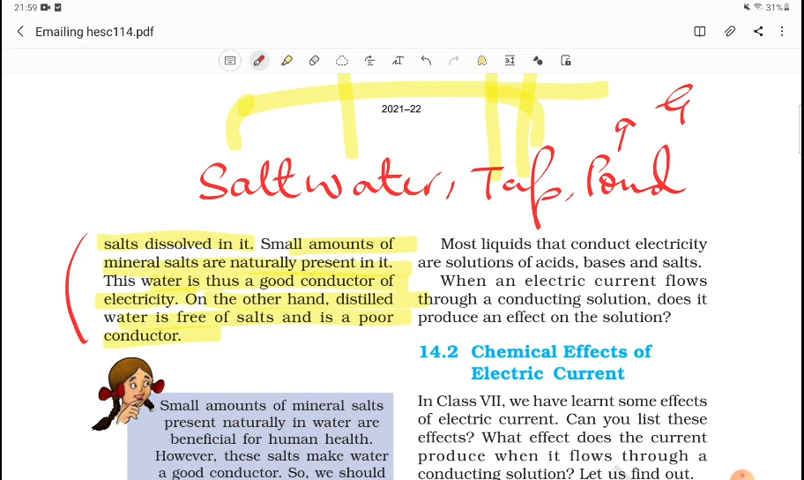 21:59
31%
Emailing hesc114.pdf
2021–22
Saltwater, Tap, Pond
salts dissolved in it. Small amounts of
mineral salts are naturally present in it.
This water is thus a good conductor of
electricity. On the other hand, distilled
water is free of salts and is a poor
conductor.
Small amounts of mineral salts
present naturally in water are
beneficial for human health.
However, these salts make water
a good conductor. So, we should
Most liquids that conduct electricity
are solutions of acids, bases and salts.
When an electric current flows
through a conducting solution, does it
produce an effect on the solution?
14.2 Chemical Effects of
Electric Current
In Class VII, we have learnt some effects
of electric current. Can you list these
effects? What effect does the current
produce when it flows through a
conducting solution? Let us find out.